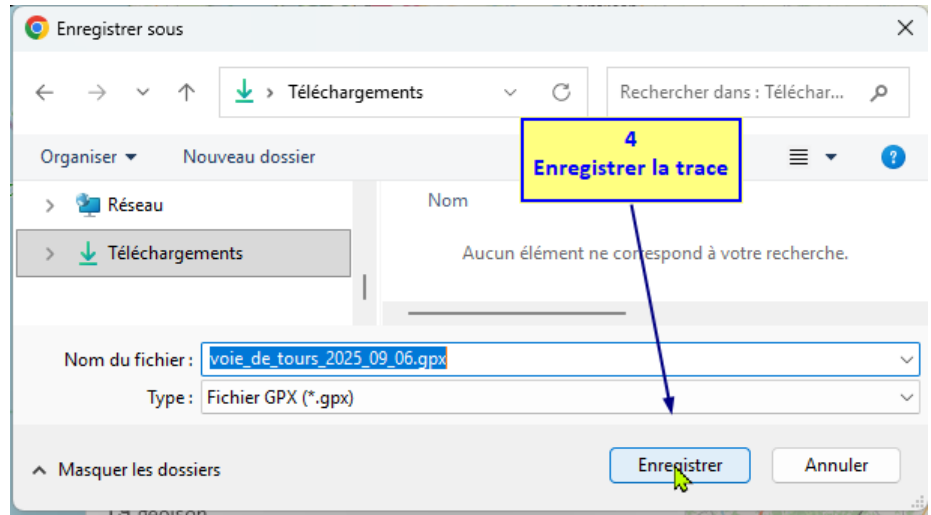 Enregistrer sous
Téléchargements
Rechercher dans : Téléchar...
4
Enregistrer la trace
Organiser
Nouveau dossier
?
Réseau
Nom
Téléchargements
Aucun élément ne correspond à votre recherche.
Nom du fichier :
voie_de_tours_2025_09_06.gpx
Type :
Fichier GPX (*.gpx)
Masquer les dossiers
Enregistrer
Annuler